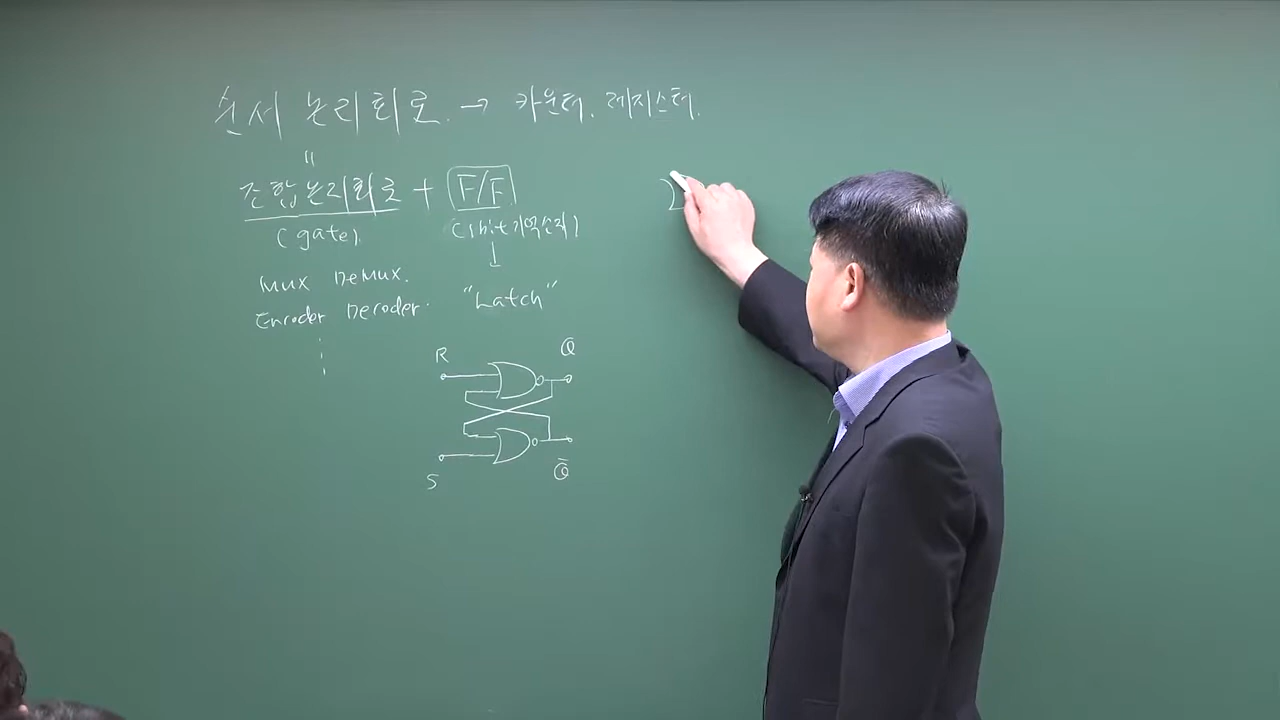 순서 논리회로. → 카운터. 레지스터.
"
조합논리회로 + F/F
(gate). (1bit 기억소자)
↓
Mux DeMux.
Encoder Decoder. "Latch"
R Q
S Q̄